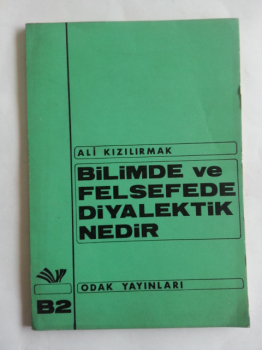 ALİ KIZILIRMAK
BİLİMDE ve
FELSEFEDE
DİYALEKTİK
NEDİR
ODAK YAYINLARI
B2